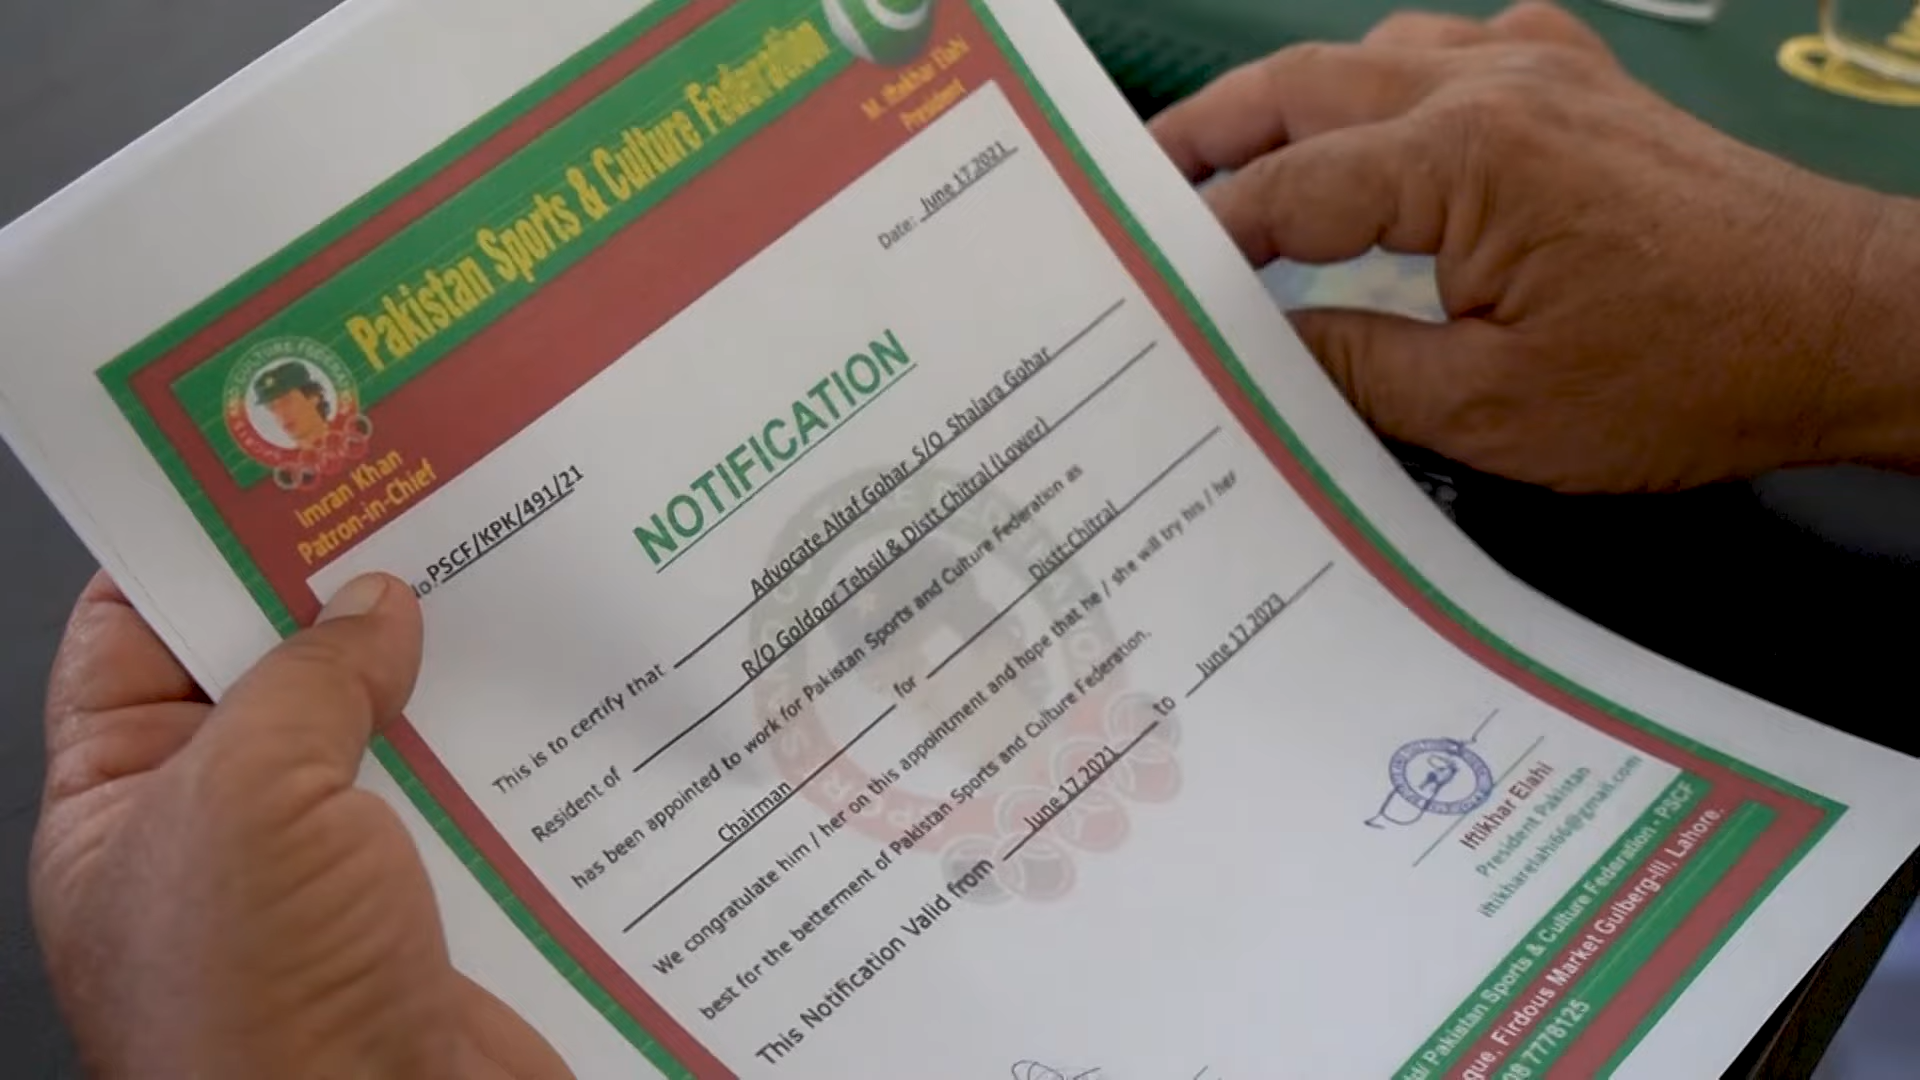 Pakistan Sports & Culture Federation
M. Iftikhar Elahi
President
Imran Khan
Patron-in-Chief
Date: June 17,2021
No.PSCF/KPK/491/21
NOTIFICATION
This is to certify that Advocate Altaf Gohar S/O Shalara Gohar
Resident of R/O Goldoor Tehsil & Distt Chitral (Lower)
has been appointed to work for Pakistan Sports and Culture Federation as
Chairman for Distt:Chitral
We congratulate him / her on this appointment and hope that he / she will try his / her
best for the betterment of Pakistan Sports and Culture Federation.
This Notification Valid from June 17,2021 to June 17,2023
Iftikhar Elahi
President Pakistan
iftikharelahi66@gmail.com
Pakistan Sports & Culture Federation - PSCF
Firdous Market Gulberg-III, Lahore.
7778125